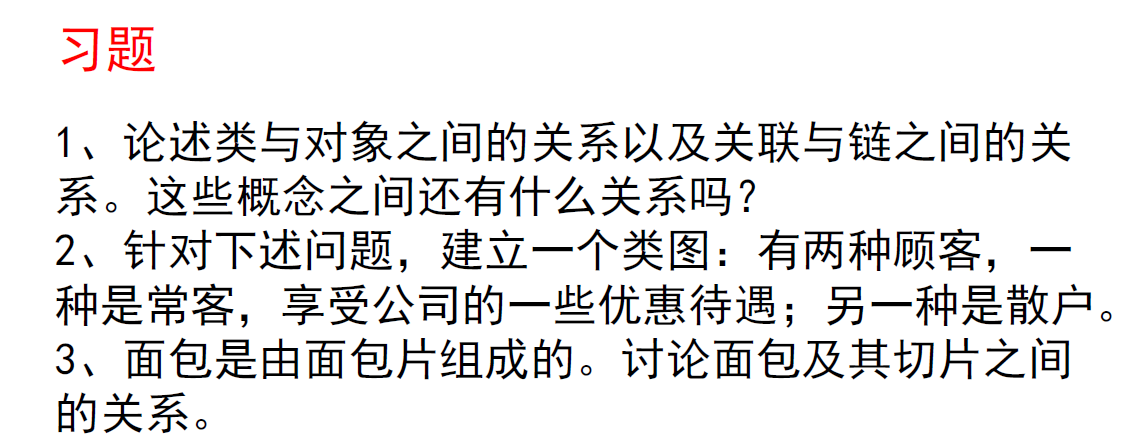 习题
1、论述类与对象之间的关系以及关联与链之间的关
系。这些概念之间还有什么关系吗？
2、针对下述问题，建立一个类图：有两种顾客，一
种是常客，享受公司的一些优惠待遇；另一种是散户。
3、面包是由面包片组成的。讨论面包及其切片之间
的关系。